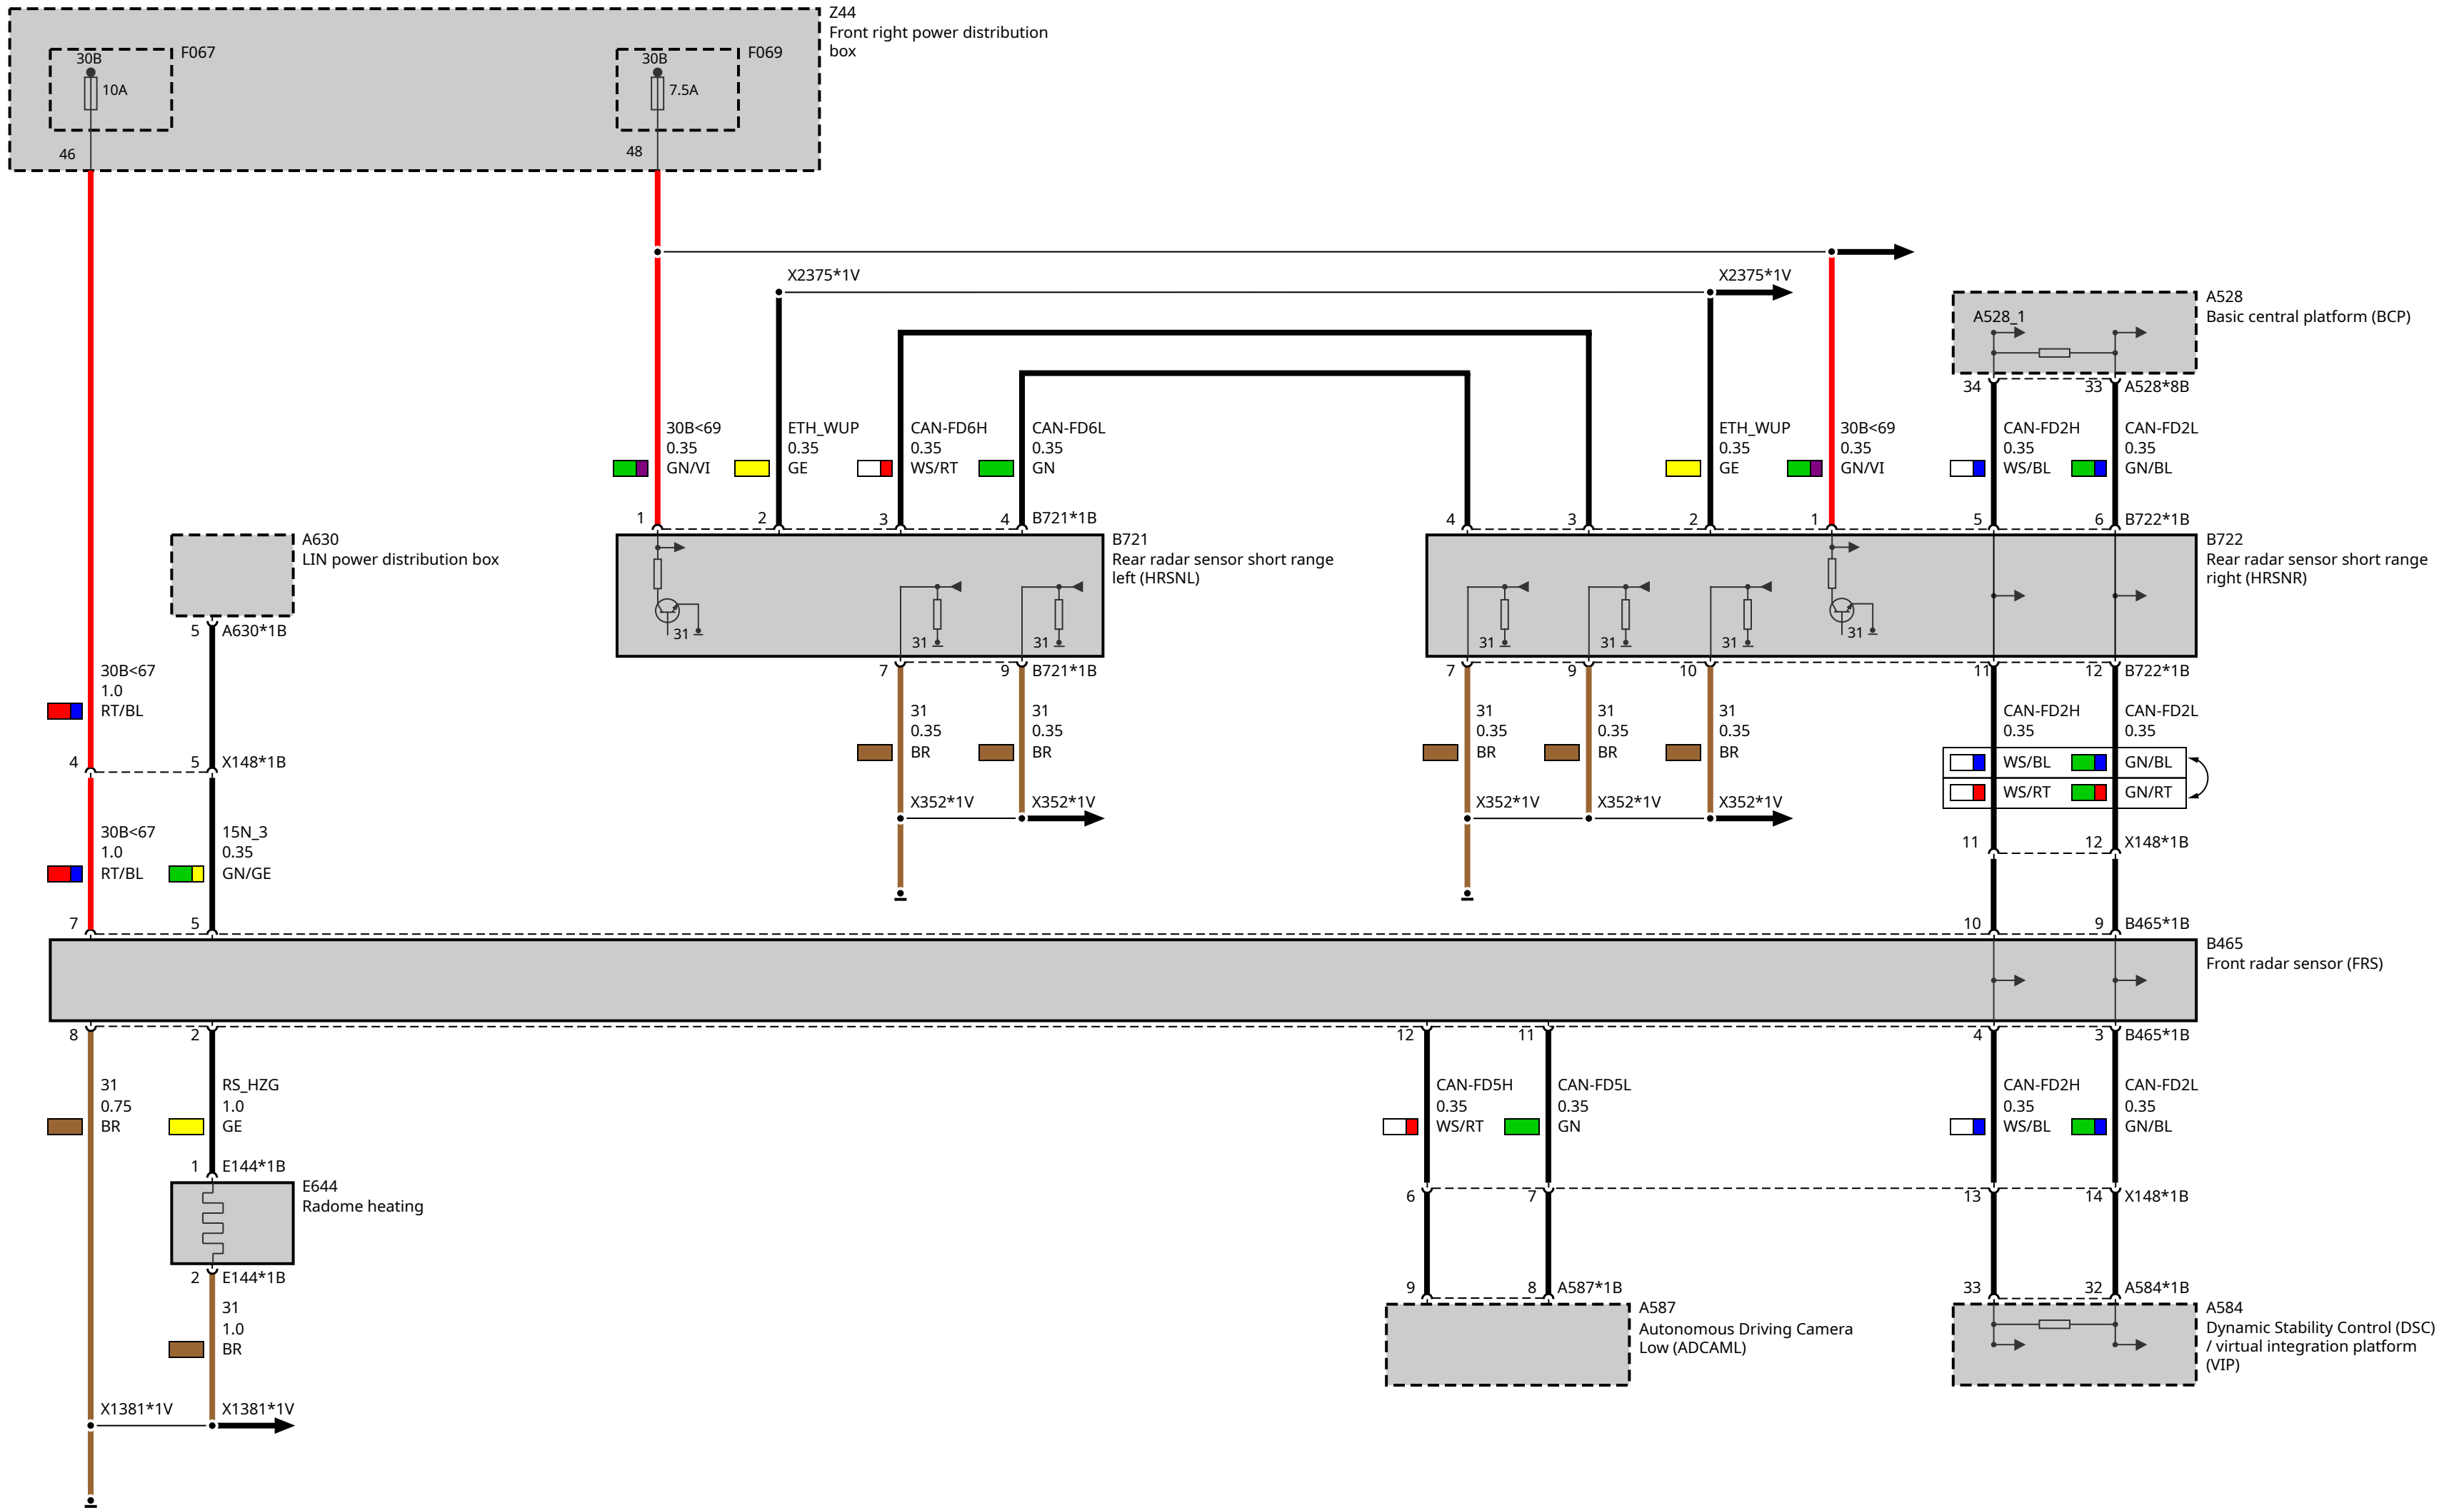 Z44
Front right power distribution
box
F067
30B
10A
46
F069
30B
7.5A
48
X2375*1V
X2375*1V
A528
Basic central platform (BCP)
A528_1
34
33
A528*8B
30B<69
0.35
GN/VI
ETH_WUP
0.35
GE
CAN-FD6H
0.35
WS/RT
CAN-FD6L
0.35
GN
ETH_WUP
0.35
GE
30B<69
0.35
GN/VI
CAN-FD2H
0.35
WS/BL
CAN-FD2L
0.35
GN/BL
1
2
3
4
B721*1B
4
3
2
1
5
6
B722*1B
A630
LIN power distribution box
5
A630*1B
B721
Rear radar sensor short range
left (HRSNL)
31
31
31
B722
Rear radar sensor short range
right (HRSNR)
31
31
31
31
7
9
B721*1B
7
9
10
11
12
B722*1B
30B<67
1.0
RT/BL
31
0.35
BR
31
0.35
BR
31
0.35
BR
31
0.35
BR
31
0.35
BR
CAN-FD2H
0.35
CAN-FD2L
0.35
WS/BL
GN/BL
WS/RT
GN/RT
4
5
X148*1B
X352*1V
X352*1V
X352*1V
X352*1V
X352*1V
11
12
X148*1B
30B<67
1.0
RT/BL
15N_3
0.35
GN/GE
7
5
10
9
B465*1B
B465
Front radar sensor (FRS)
8
2
12
11
4
3
B465*1B
31
0.75
BR
RS_HZG
1.0
GE
CAN-FD5H
0.35
WS/RT
CAN-FD5L
0.35
GN
CAN-FD2H
0.35
WS/BL
CAN-FD2L
0.35
GN/BL
1
E144*1B
E644
Radome heating
2
E144*1B
6
7
13
14
X148*1B
31
1.0
BR
9
8
A587*1B
33
32
A584*1B
A587
Autonomous Driving Camera
Low (ADCAML)
A584
Dynamic Stability Control (DSC)
/ virtual integration platform
(VIP)
X1381*1V
X1381*1V